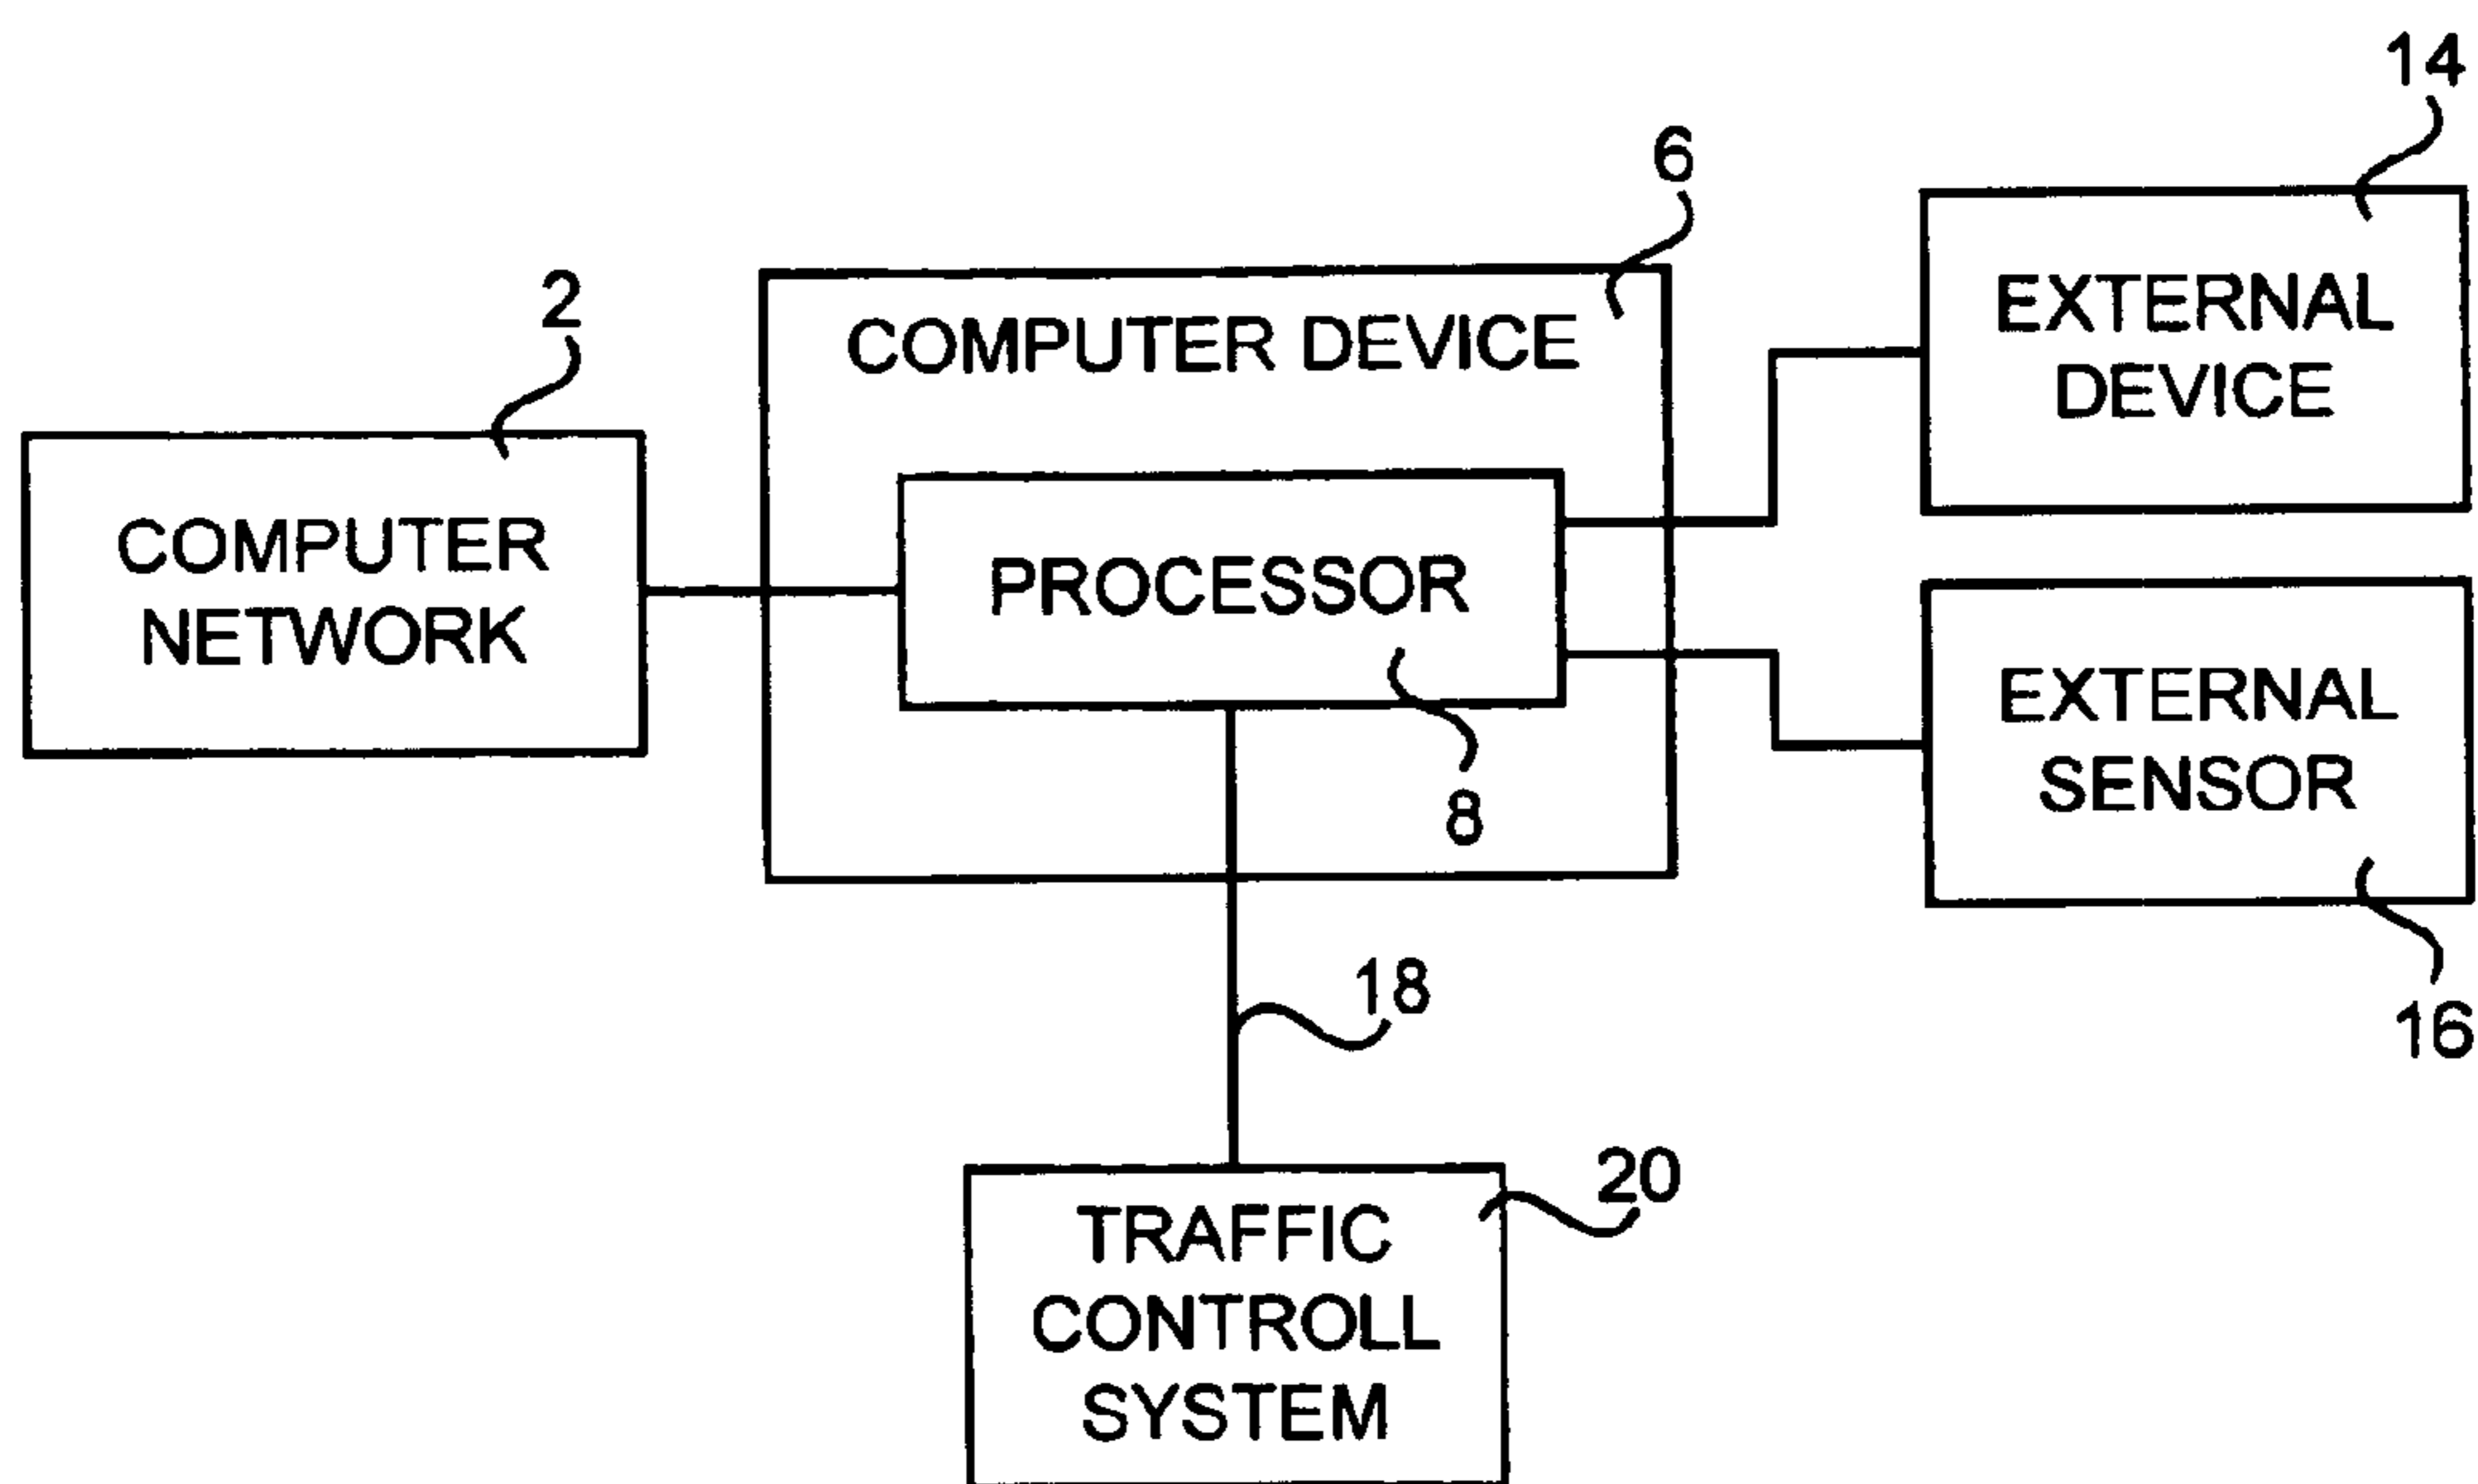 14
6
2
COMPUTER DEVICE
EXTERNAL
DEVICE
COMPUTER
NETWORK
PROCESSOR
8
EXTERNAL
SENSOR
16
18
20
TRAFFIC
CONTROLL
SYSTEM